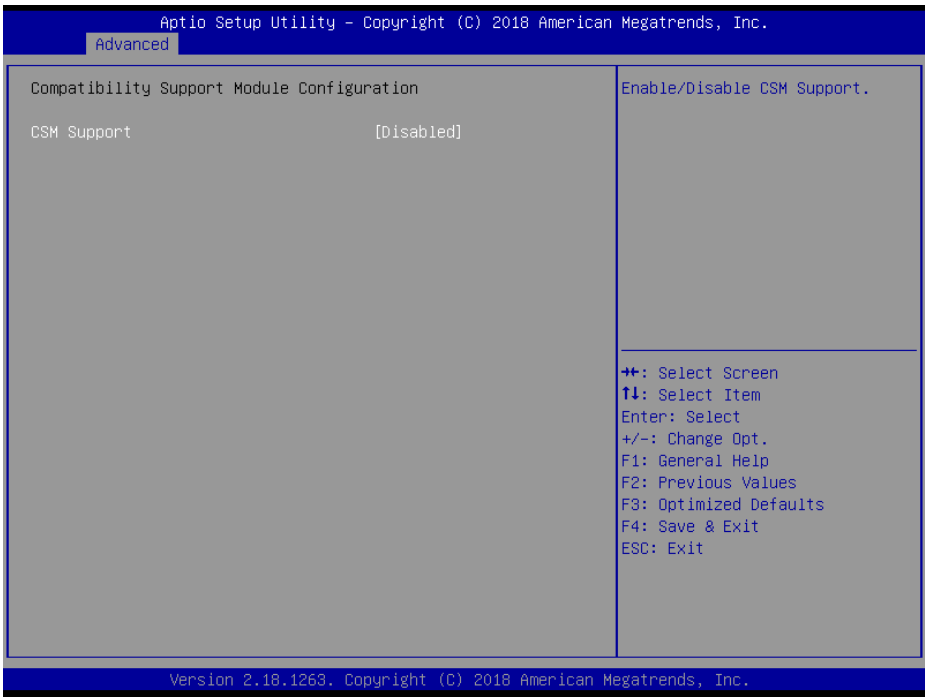 Aptio Setup Utility – Copyright (C) 2018 American Megatrends, Inc.
Advanced
Compatibility Support Module Configuration
CSM Support [Disabled]
Enable/Disable CSM Support.
→←: Select Screen
↑↓: Select Item
Enter: Select
+/-: Change Opt.
F1: General Help
F2: Previous Values
F3: Optimized Defaults
F4: Save & Exit
ESC: Exit
Version 2.18.1263. Copyright (C) 2018 American Megatrends, Inc.